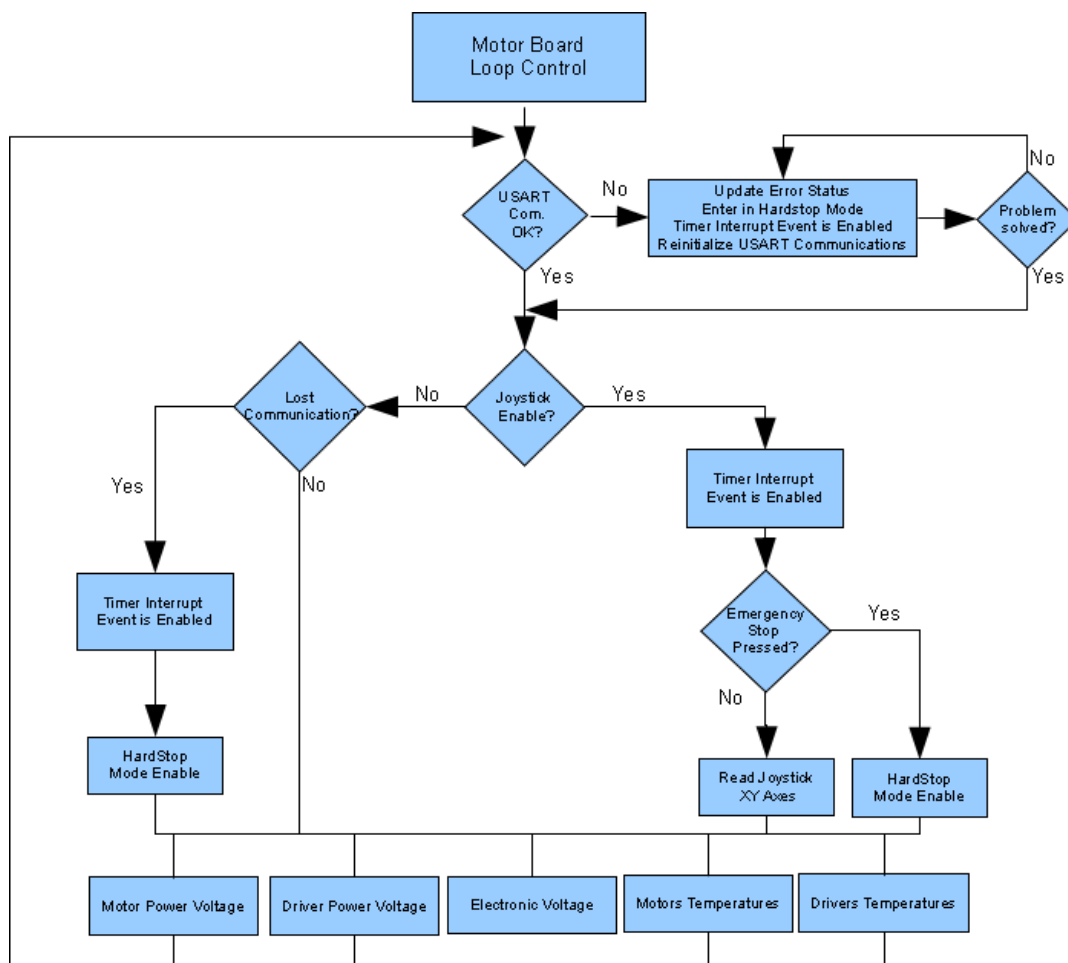 Motor Board
Loop Control
USART
Com.
OK?
No
Update Error Status
Enter in Hardstop Mode
Timer Interrupt Event is Enabled
Reinitialize USART Communications
No
Problem
solved?
Yes
Yes
Lost
Communication?
No
Joystick
Enable?
Yes
Yes
No
Timer Interrupt
Event is Enabled
Timer Interrupt
Event is Enabled
Emergency
Stop
Pressed?
Yes
No
HardStop
Mode Enable
Read Joystick
XY Axes
HardStop
Mode Enable
Motor Power Voltage
Driver Power Voltage
Electronic Voltage
Motors Temperatures
Drivers Temperatures